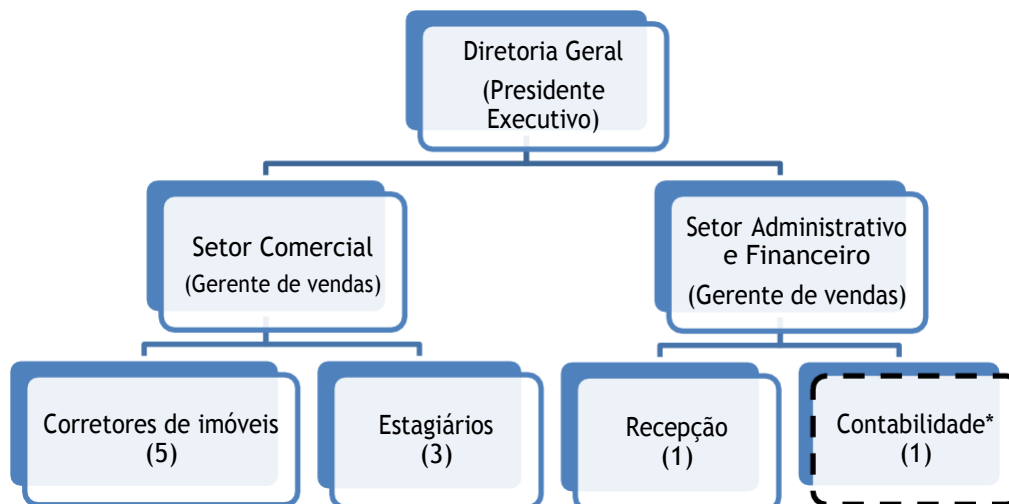 Diretoria Geral
(Presidente
Executivo)
Setor Comercial
(Gerente de vendas)
Setor Administrativo
e Financeiro
(Gerente de vendas)
Corretores de imóveis
(5)
Estagiários
(3)
Recepção
(1)
Contabilidade*
(1)